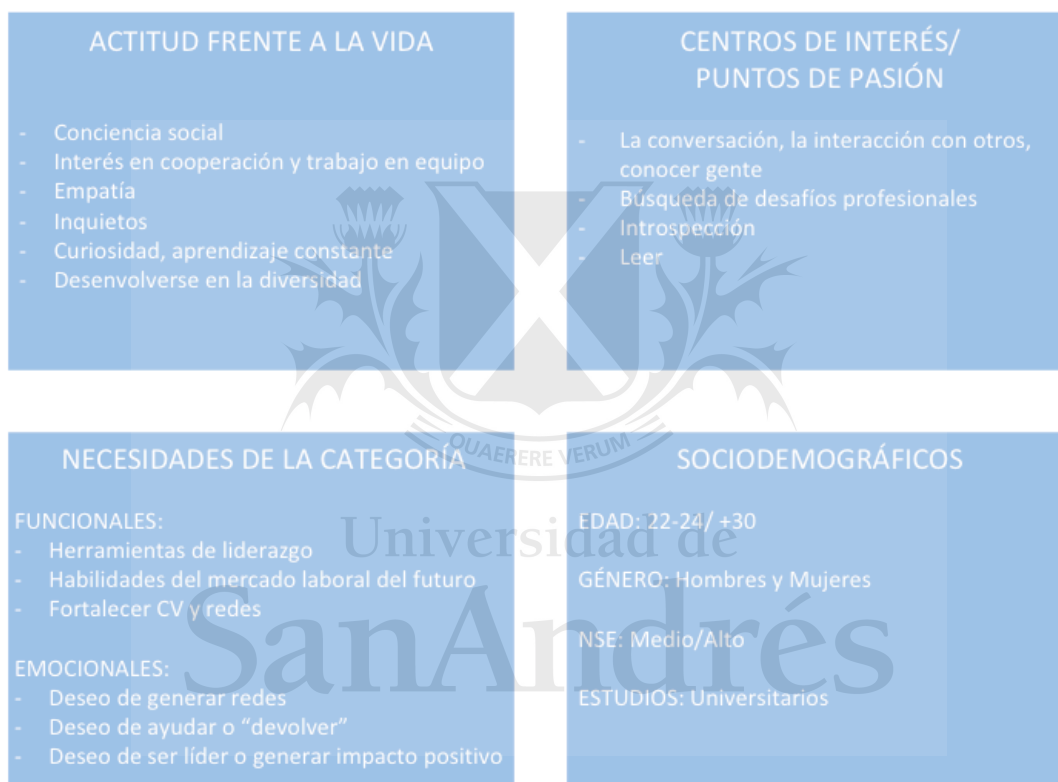 ACTITUD FRENTE A LA VIDA
- Conciencia social
- Interés en cooperación y trabajo en equipo
- Empatía
- Inquietos
- Curiosidad, aprendizaje constante
- Desenvolverse en la diversidad
CENTROS DE INTERÉS/
PUNTOS DE PASIÓN
- La conversación, la interacción con otros,
conocer gente
- Búsqueda de desafíos profesionales
- Introspección
- Leer
QUAERERE VERUM
Universidad de
SanAndrés
NECESIDADES DE LA CATEGORÍA
FUNCIONALES:
- Herramientas de liderazgo
- Habilidades del mercado laboral del futuro
- Fortalecer CV y redes
EMOCIONALES:
- Deseo de generar redes
- Deseo de ayudar o “devolver”
- Deseo de ser líder o generar impacto positivo
SOCIODEMOGRÁFICOS
EDAD: 22-24/ +30
GÉNERO: Hombres y Mujeres
NSE: Medio/Alto
ESTUDIOS: Universitarios